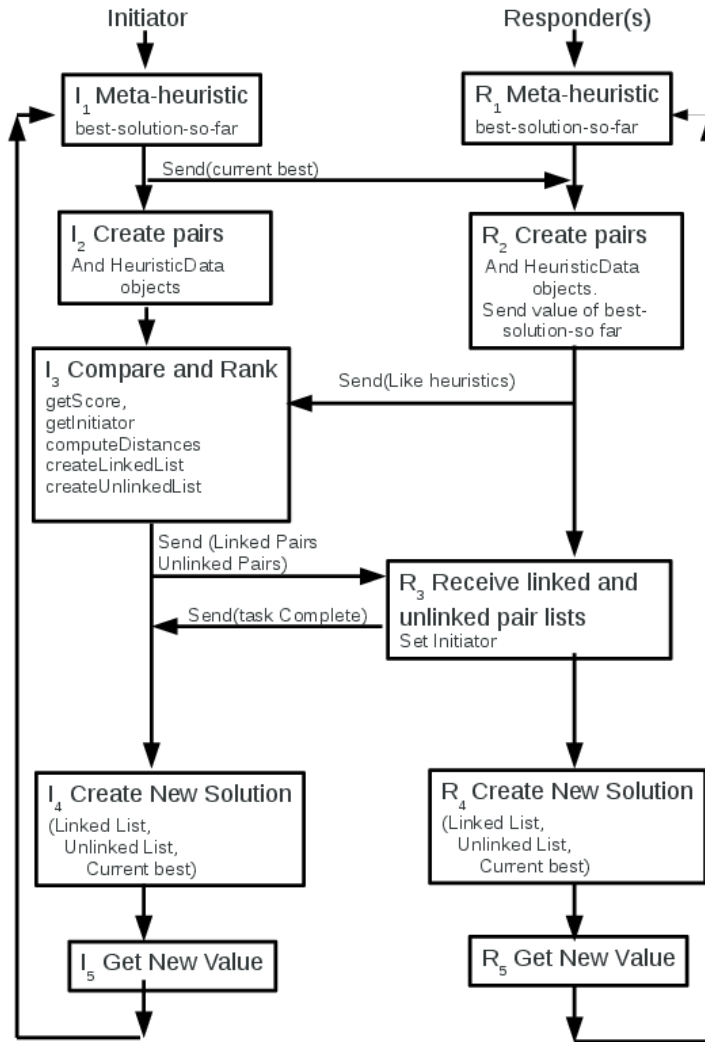 Initiator
Responder(s)
I1 Meta-heuristic
best-solution-so-far
R1 Meta-heuristic
best-solution-so-far
Send(current best)
I2 Create pairs
And HeuristicData
objects
R2 Create pairs
And HeuristicData
objects.
Send value of best-
solution-so far
I3 Compare and Rank
getScore,
getInitiator
computeDistances
createLinkedList
createUnlinkedList
Send(Like heuristics)
Send (Linked Pairs
Unlinked Pairs)
R3 Receive linked and
unlinked pair lists
Set Initiator
Send(task Complete)
I4 Create New Solution
(Linked List,
Unlinked List,
Current best)
R4 Create New Solution
(Linked List,
Unlinked List,
Current best)
I5 Get New Value
R5 Get New Value